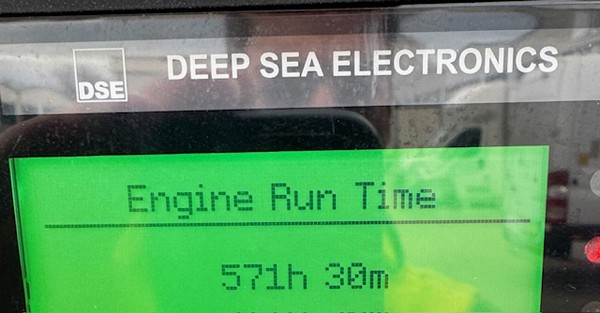 DSE
DEEP SEA ELECTRONICS
Engine Run Time
571h 30m